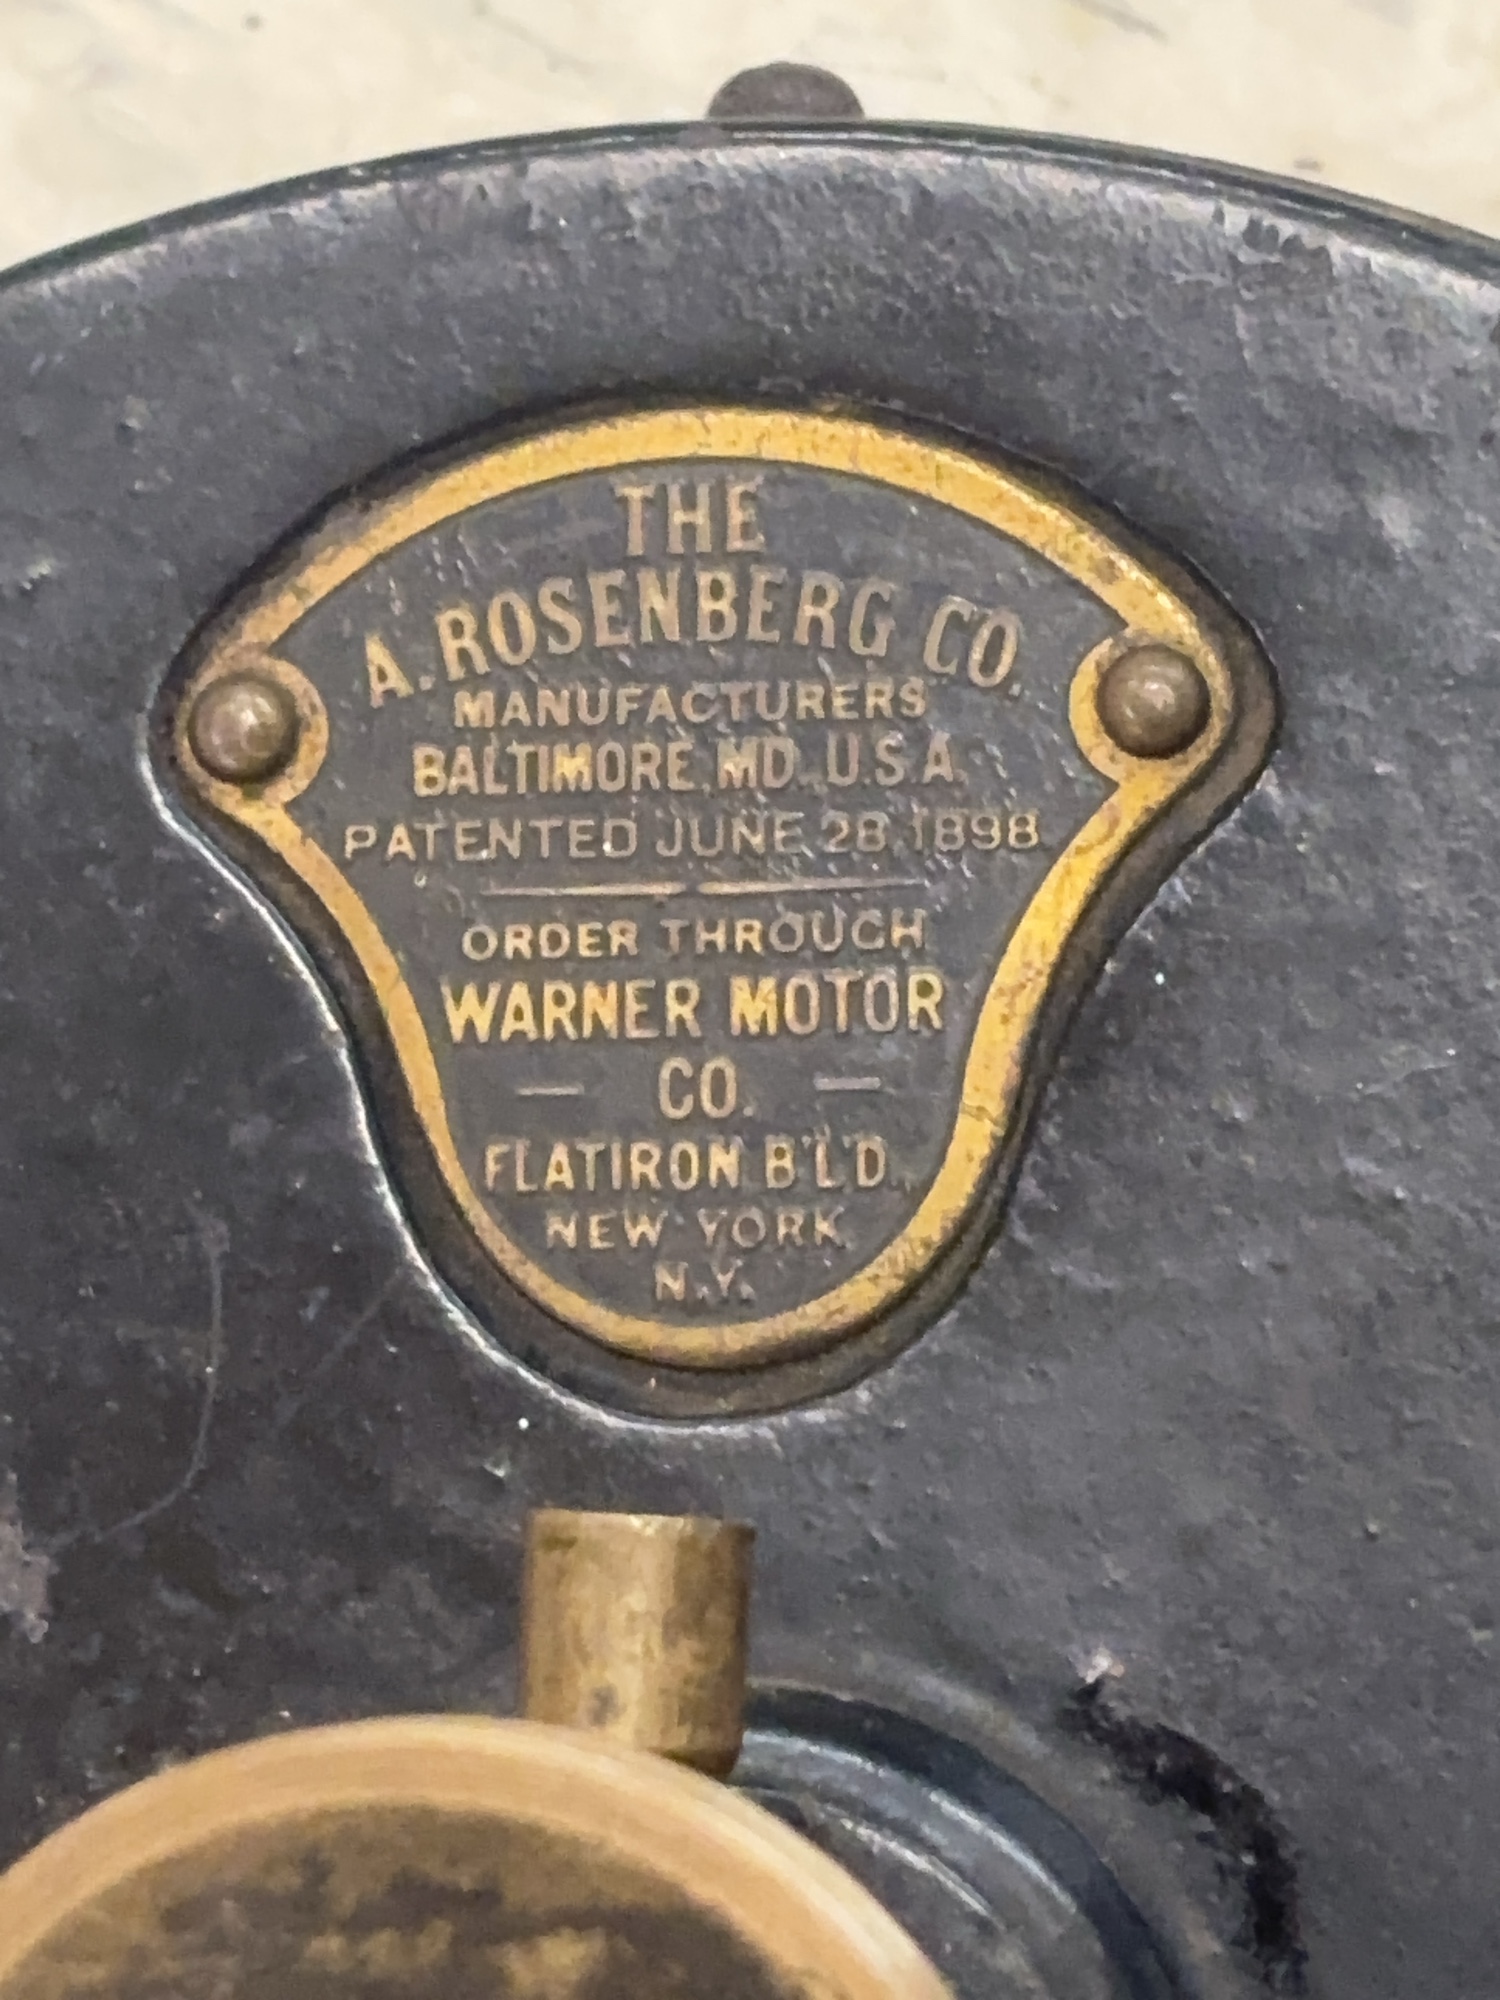 THE
A. ROSENBERG CO.
MANUFACTURERS
BALTIMORE, MD., U.S.A.
PATENTED JUNE 28, 1898.
ORDER THROUGH
WARNER MOTOR
— CO. —
FLATIRON B'L'D.,
NEW YORK,
N.Y.